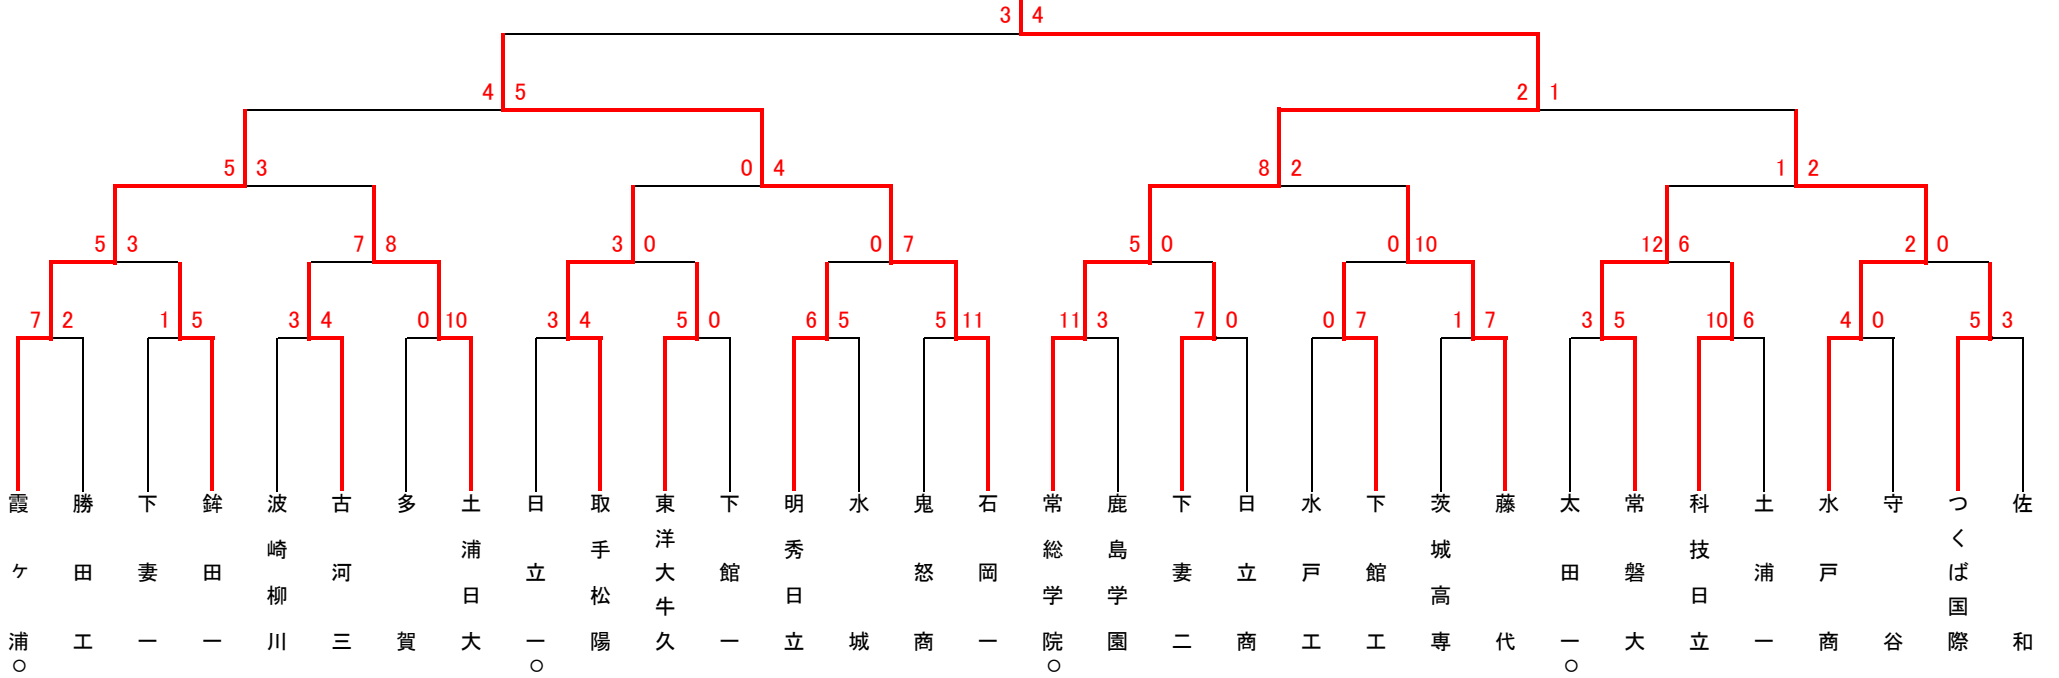 3 4
4 5 2 1
5 3 0 4 8 2 1 2
5 3 7 8 3 0 0 7 5 0 0 10 12 6 2 0
7 2 1 5 3 4 0 10 3 4 5 0 6 5 5 11 11 3 7 0 0 7 1 7 3 5 10 6 4 0 5 3
霞ケ浦○
勝田工
下妻一
鉾田一
波崎柳川
古河三
多賀
土浦日大
日立一○
取手松陽
東洋大牛久
下館一
明秀日立
水城
鬼怒商
石岡一
常総学院○
鹿島学園
下妻二
日立商
水戸工
下館工
茨城高専
藤代
太田一○
常磐大
科技日立
土浦一
水戸商
守谷
つくば国際
佐和